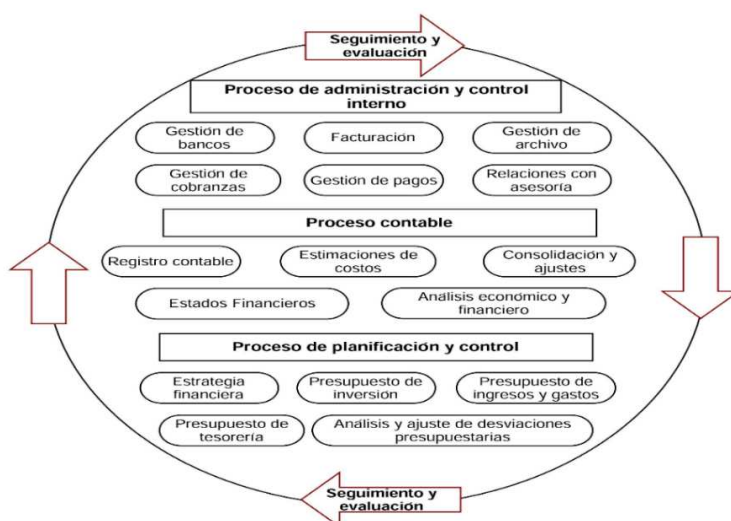 Seguimiento y
evaluación
Proceso de administración y control
interno
Gestión de
bancos
Facturación
Gestión de
archivo
Gestión de
cobranzas
Gestión de pagos
Relaciones con
asesoría
Proceso contable
Registro contable
Estimaciones de
costos
Consolidación y
ajustes
Estados Financieros
Análisis económico y
financiero
Proceso de planificación y control
Estrategia
financiera
Presupuesto de
inversión
Presupuesto de
ingresos y gastos
Presupuesto de
tesorería
Análisis y ajuste de desviaciones
presupuestarias
Seguimiento y
evaluación